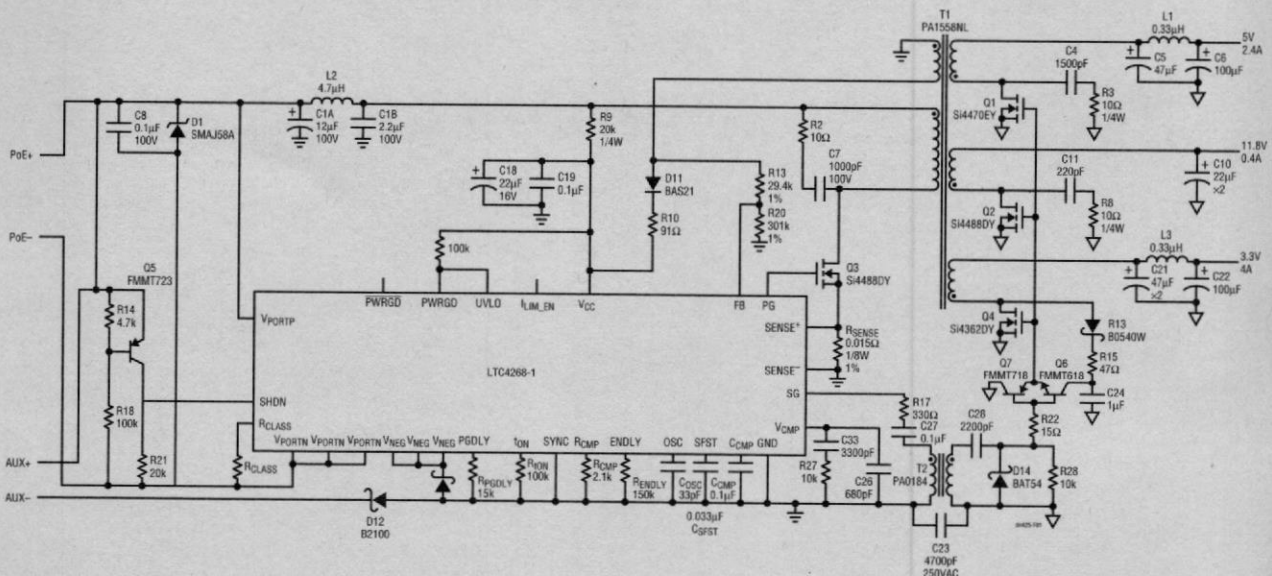 T1
PA1558NL
L1
0.33µH
5V
2.4A
C4
1500pF
C5
47µF
C6
100µF
L2
4.7µH
C8
0.1µF
100V
D1
SMAJ58A
C1A
12µF
100V
C1B
2.2µF
100V
R9
20k
1/4W
R2
10Ω
Q1
Si4470EY
R3
10Ω
1/4W
PoE+
C7
1000pF
100V
C11
220pF
11.8V
0.4A
C10
22µF
×2
C18
22µF
16V
C19
0.1µF
D11
BAS21
R13
29.4k
1%
R10
91Ω
R20
301k
1%
Q2
Si4488DY
R8
10Ω
1/4W
PoE–
100k
L3
0.33µH
3.3V
4A
C21
47µF
×2
C22
100µF
Q5
FMMT723
Q3
Si4488DY
R14
4.7k
PWRGD
PWRGD
UVLO
ILIM_EN
VCC
FB
PG
VPORTP
Q4
Si4362DY
R13
B0540W
SENSE+
RSENSE
0.015Ω
1/8W
1%
SENSE–
LTC4268-1
R15
47Ω
Q7
FMMT718
Q6
FMMT618
C24
1µF
SHDN
SG
R17
330Ω
R18
100k
RCLASS
VCMP
C27
0.1µF
C28
2200pF
R22
15Ω
VPORTN
VPORTN
VPORTN
VNEG
VNEG
VNEG
PGDLY
tON
SYNC
RCMP
ENDLY
OSC
SFST
CCMP
GND
C33
3300pF
AUX+
R21
20k
RCLASS
RPGDLY
15k
RtON
100k
RCMP
2.1k
RENDLY
150k
COSC
33pF
CCMP
0.1µF
R27
10k
C26
680pF
T2
PA0184
D14
BAT54
R28
10k
AUX–
D12
B2100
0.033µF
CSFST
C23
4700pF
250VAC